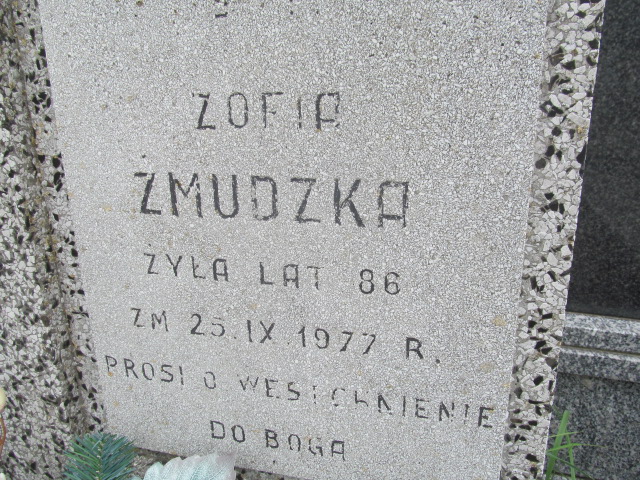 ZOFIA
ZMUDZKA
ŻYŁA LAT 86
ZM 25.IX.1977 R.
PROSI O WESTCHNIENIE
DO BOGA